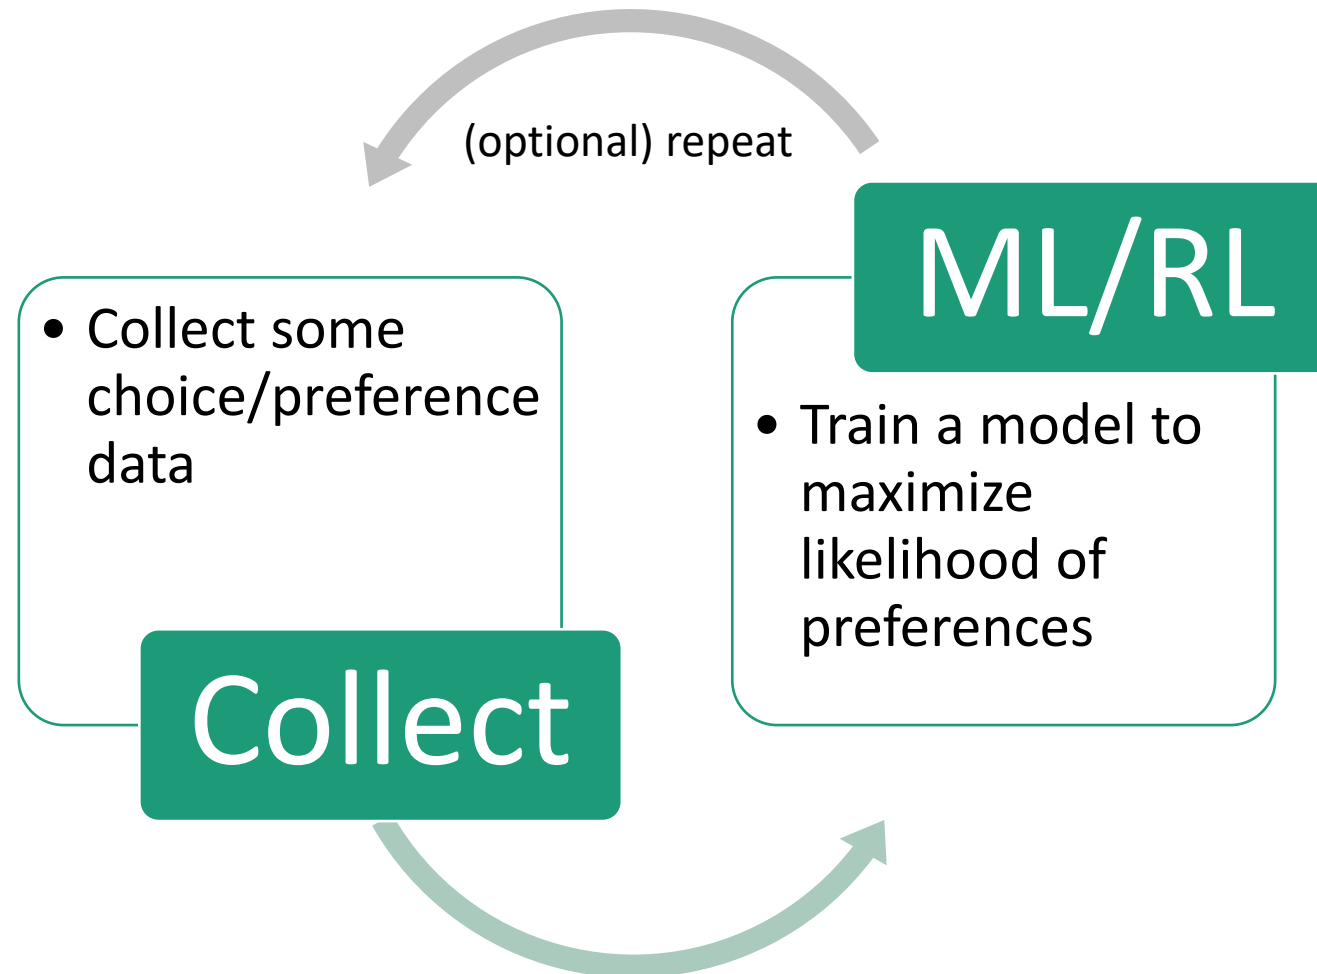 (optional) repeat
• Collect some
choice/preference
data
Collect
ML/RL
• Train a model to
maximize
likelihood of
preferences